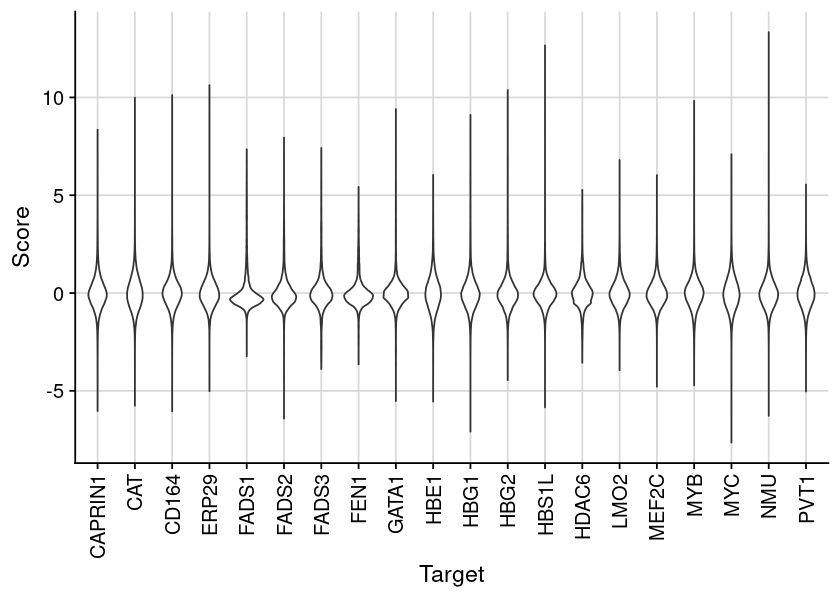 10
5
0
-5
Score
CAPRIN1
CAT
CD164
ERP29
FADS1
FADS2
FADS3
FEN1
GATA1
HBE1
HBG1
HBG2
HBS1L
HDAC6
LMO2
MEF2C
MYB
MYC
NMU
PVT1
Target